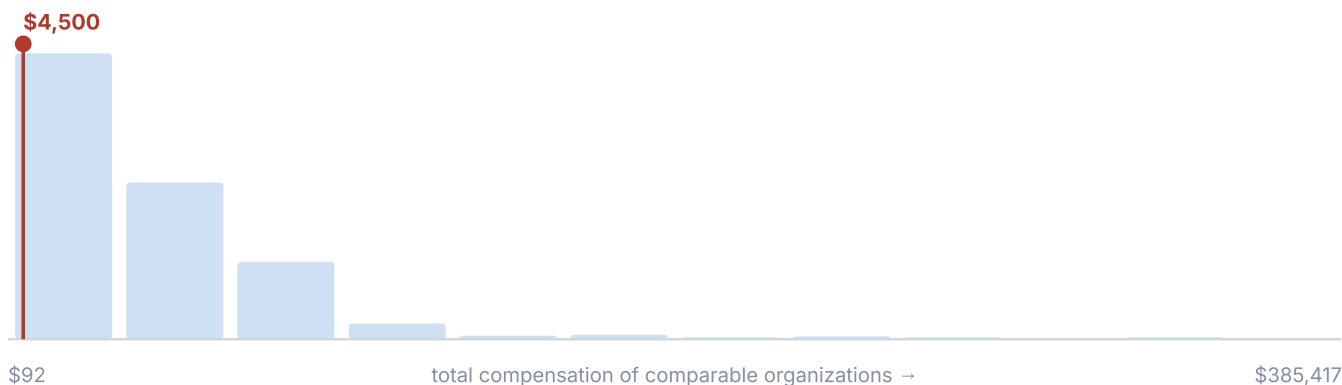 $4,500
$92 total compensation of comparable organizations → $385,417